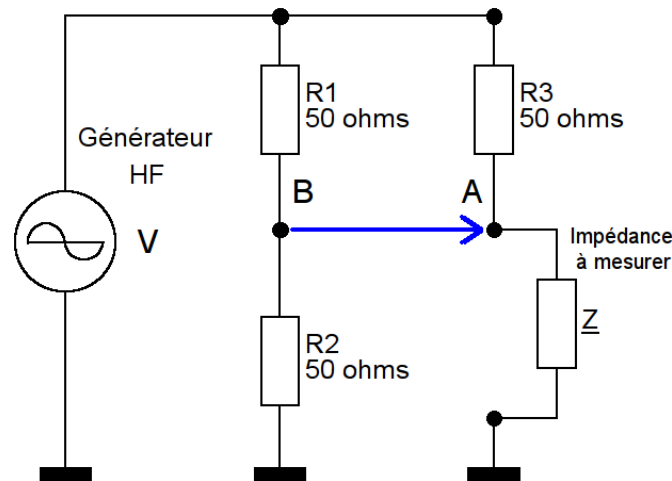 Générateur
HF
V
R1
50 ohms
R3
50 ohms
B
A
Impédance
à mesurer
Z
R2
50 ohms